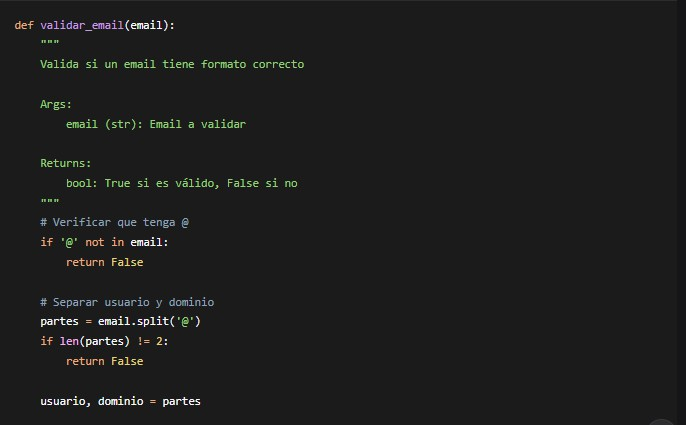 def validar_email(email):
    """
    Valida si un email tiene formato correcto

    Args:
        email (str): Email a validar

    Returns:
        bool: True si es válido, False si no
    """
    # Verificar que tenga @
    if '@' not in email:
        return False

    # Separar usuario y dominio
    partes = email.split('@')
    if len(partes) != 2:
        return False

    usuario, dominio = partes